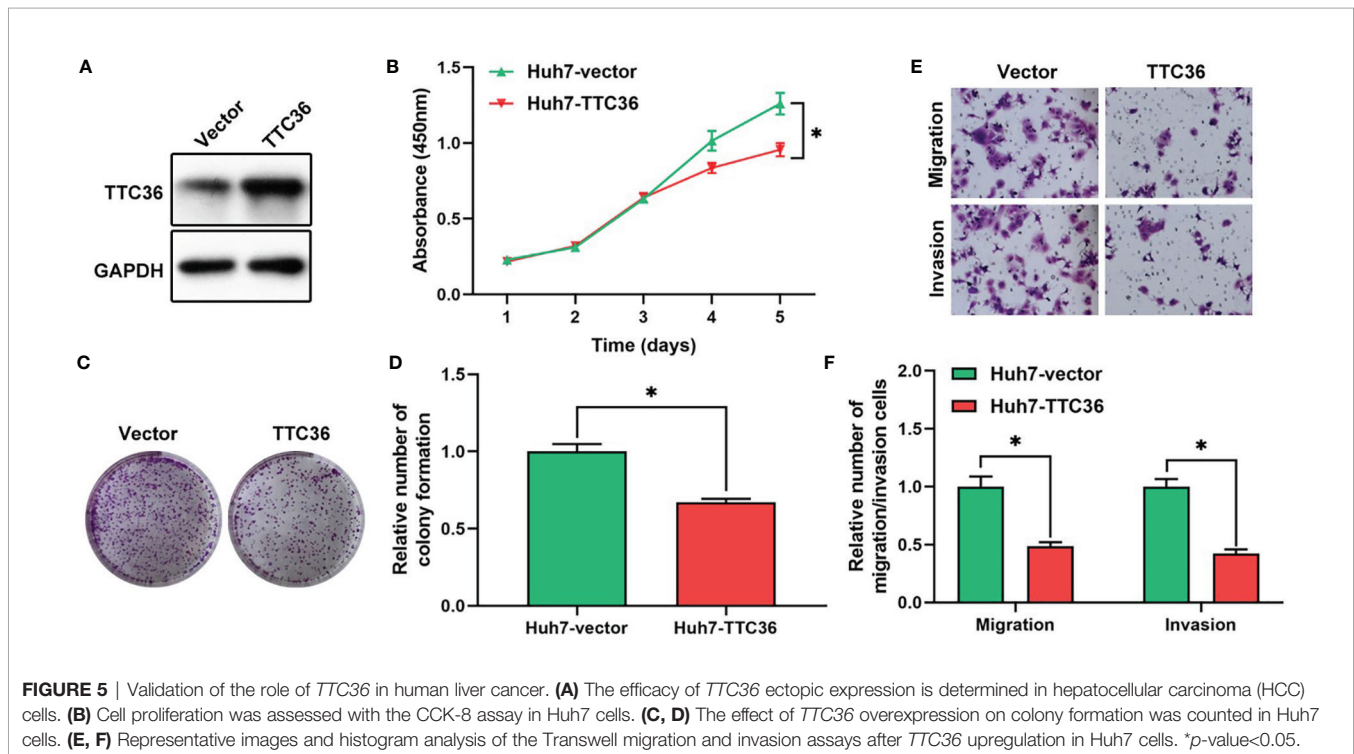 A
Vector
TTC36
TTC36
GAPDH
B
Huh7-vector
Huh7-TTC36
Absorbance (450nm)
1.5
1.0
0.5
0.0
*
1 2 3 4 5
Time (days)
E
Vector TTC36
Migration
Invasion
C
Vector TTC36
D
Relative number of
colony formation
1.5
1.0
0.5
0.0
*
Huh7-vector Huh7-TTC36
F
Relative number of
migration/invasion cells
2.0
1.5
1.0
0.5
0.0
Huh7-vector
Huh7-TTC36
* *
Migration Invasion
FIGURE 5 | Validation of the role of TTC36 in human liver cancer. (A) The efficacy of TTC36 ectopic expression is determined in hepatocellular carcinoma (HCC)
cells. (B) Cell proliferation was assessed with the CCK-8 assay in Huh7 cells. (C, D) The effect of TTC36 overexpression on colony formation was counted in Huh7
cells. (E, F) Representative images and histogram analysis of the Transwell migration and invasion assays after TTC36 upregulation in Huh7 cells. *p-value<0.05.